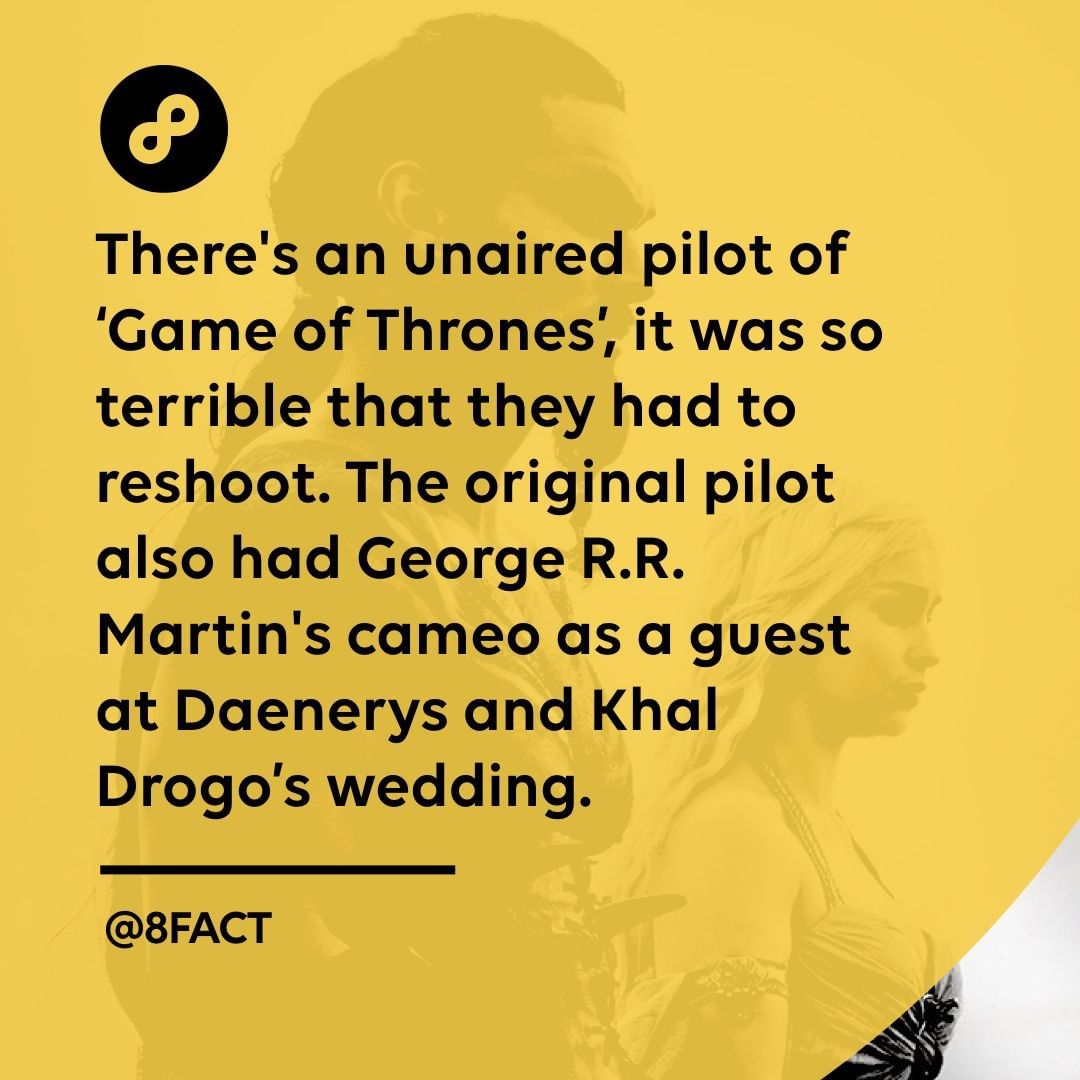 There's an unaired pilot of
‘Game of Thrones’, it was so
terrible that they had to
reshoot. The original pilot
also had George R.R.
Martin's cameo as a guest
at Daenerys and Khal
Drogo’s wedding.
@8FACT